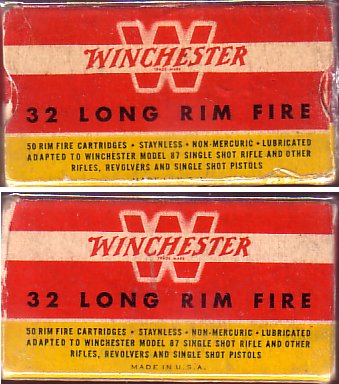 WINCHESTER
TRADE MARK
32 LONG RIM FIRE
50 RIM FIRE CARTRIDGES • STAYNLESS • NON-MERCURIC • LUBRICATED
ADAPTED TO WINCHESTER MODEL 87 SINGLE SHOT RIFLE AND OTHER
RIFLES, REVOLVERS AND SINGLE SHOT PISTOLS
WINCHESTER
TRADE MARK
32 LONG RIM FIRE
50 RIM FIRE CARTRIDGES • STAYNLESS • NON-MERCURIC • LUBRICATED
ADAPTED TO WINCHESTER MODEL 87 SINGLE SHOT RIFLE AND OTHER
RIFLES, REVOLVERS AND SINGLE SHOT PISTOLS
MADE IN U.S.A.